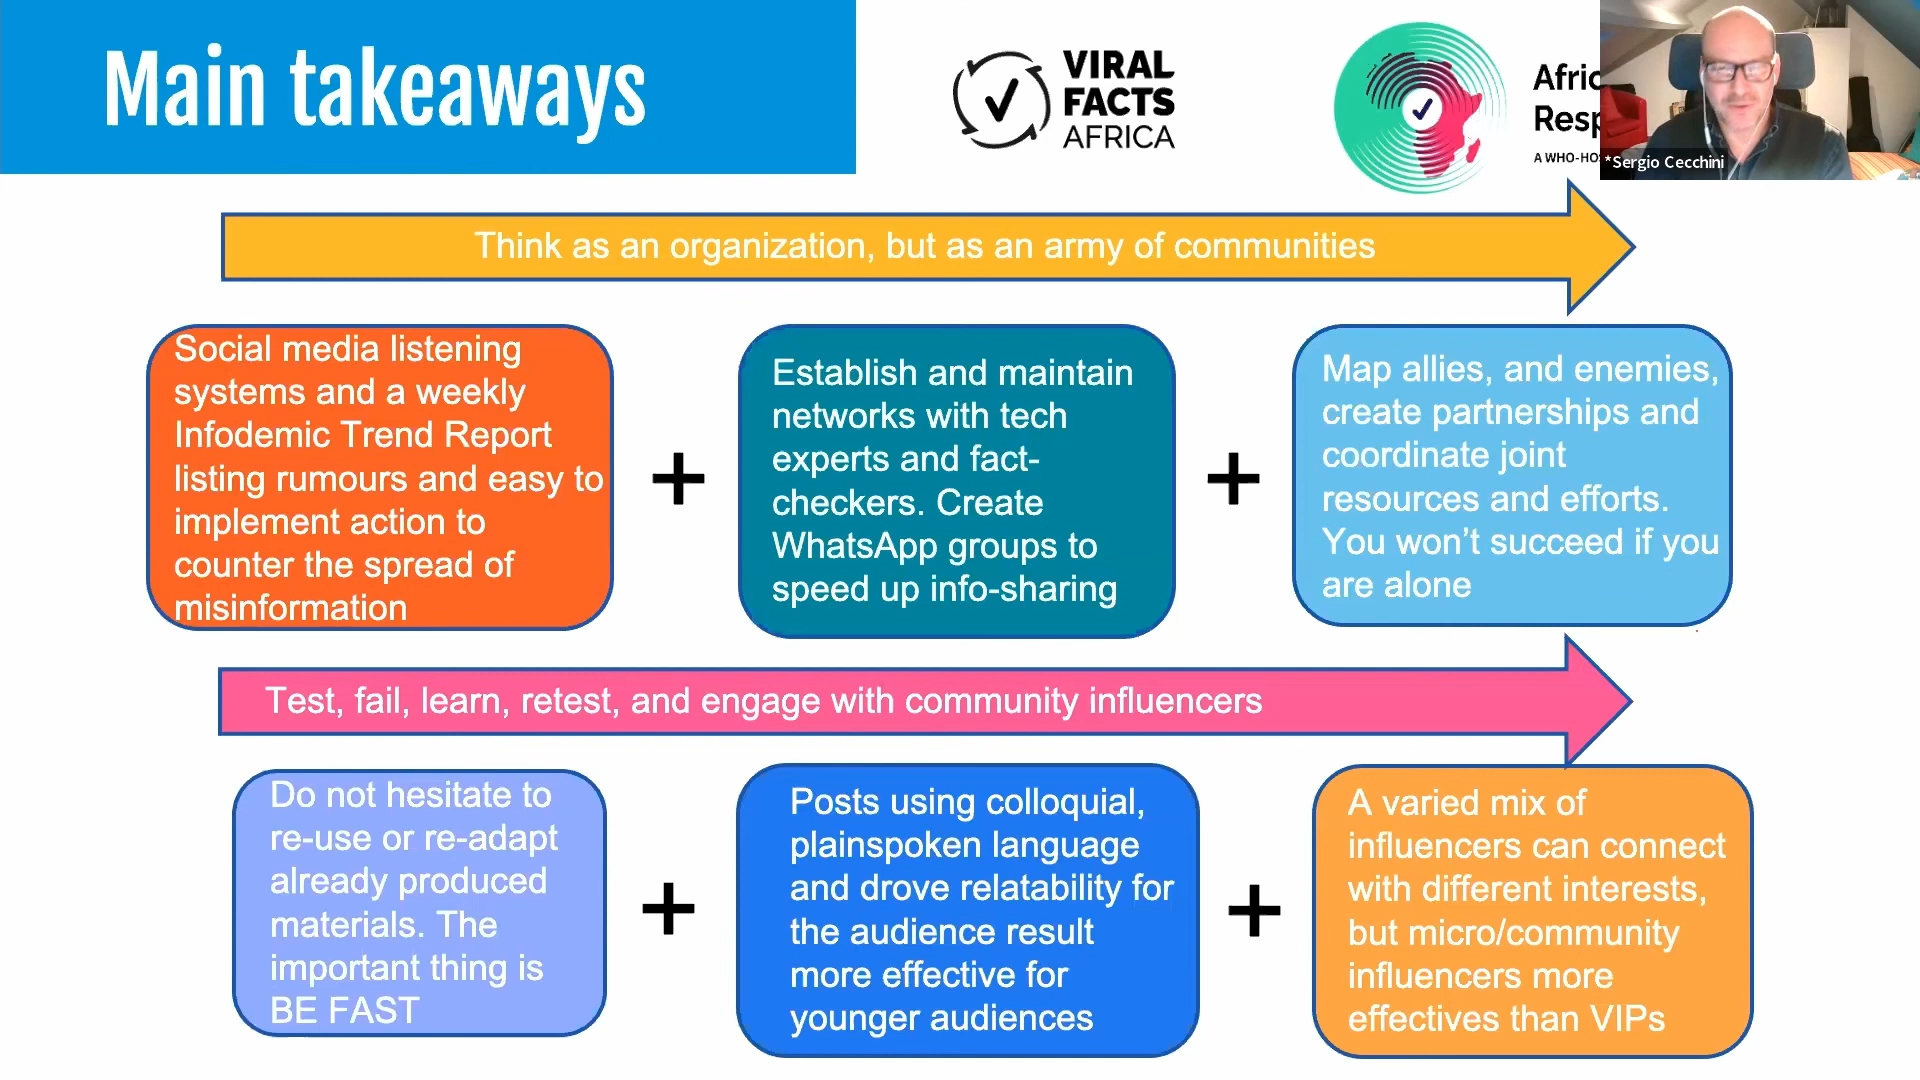 Main takeaways
VIRAL
FACTS
AFRICA
A WHO-HO
*Sergio Cecchini
Think as an organization, but as an army of communities
Social media listening
systems and a weekly
Infodemic Trend Report
listing rumours and easy to
implement action to
counter the spread of
misinformation
+
Establish and maintain
networks with tech
experts and fact-
checkers. Create
WhatsApp groups to
speed up info-sharing
+
Map allies, and enemies,
create partnerships and
coordinate joint
resources and efforts.
You won’t succeed if you
are alone
Test, fail, learn, retest, and engage with community influencers
Do not hesitate to
re-use or re-adapt
already produced
materials. The
important thing is
BE FAST
+
Posts using colloquial,
plainspoken language
and drove relatability for
the audience result
more effective for
younger audiences
+
A varied mix of
influencers can connect
with different interests,
but micro/community
influencers more
effectives than VIPs